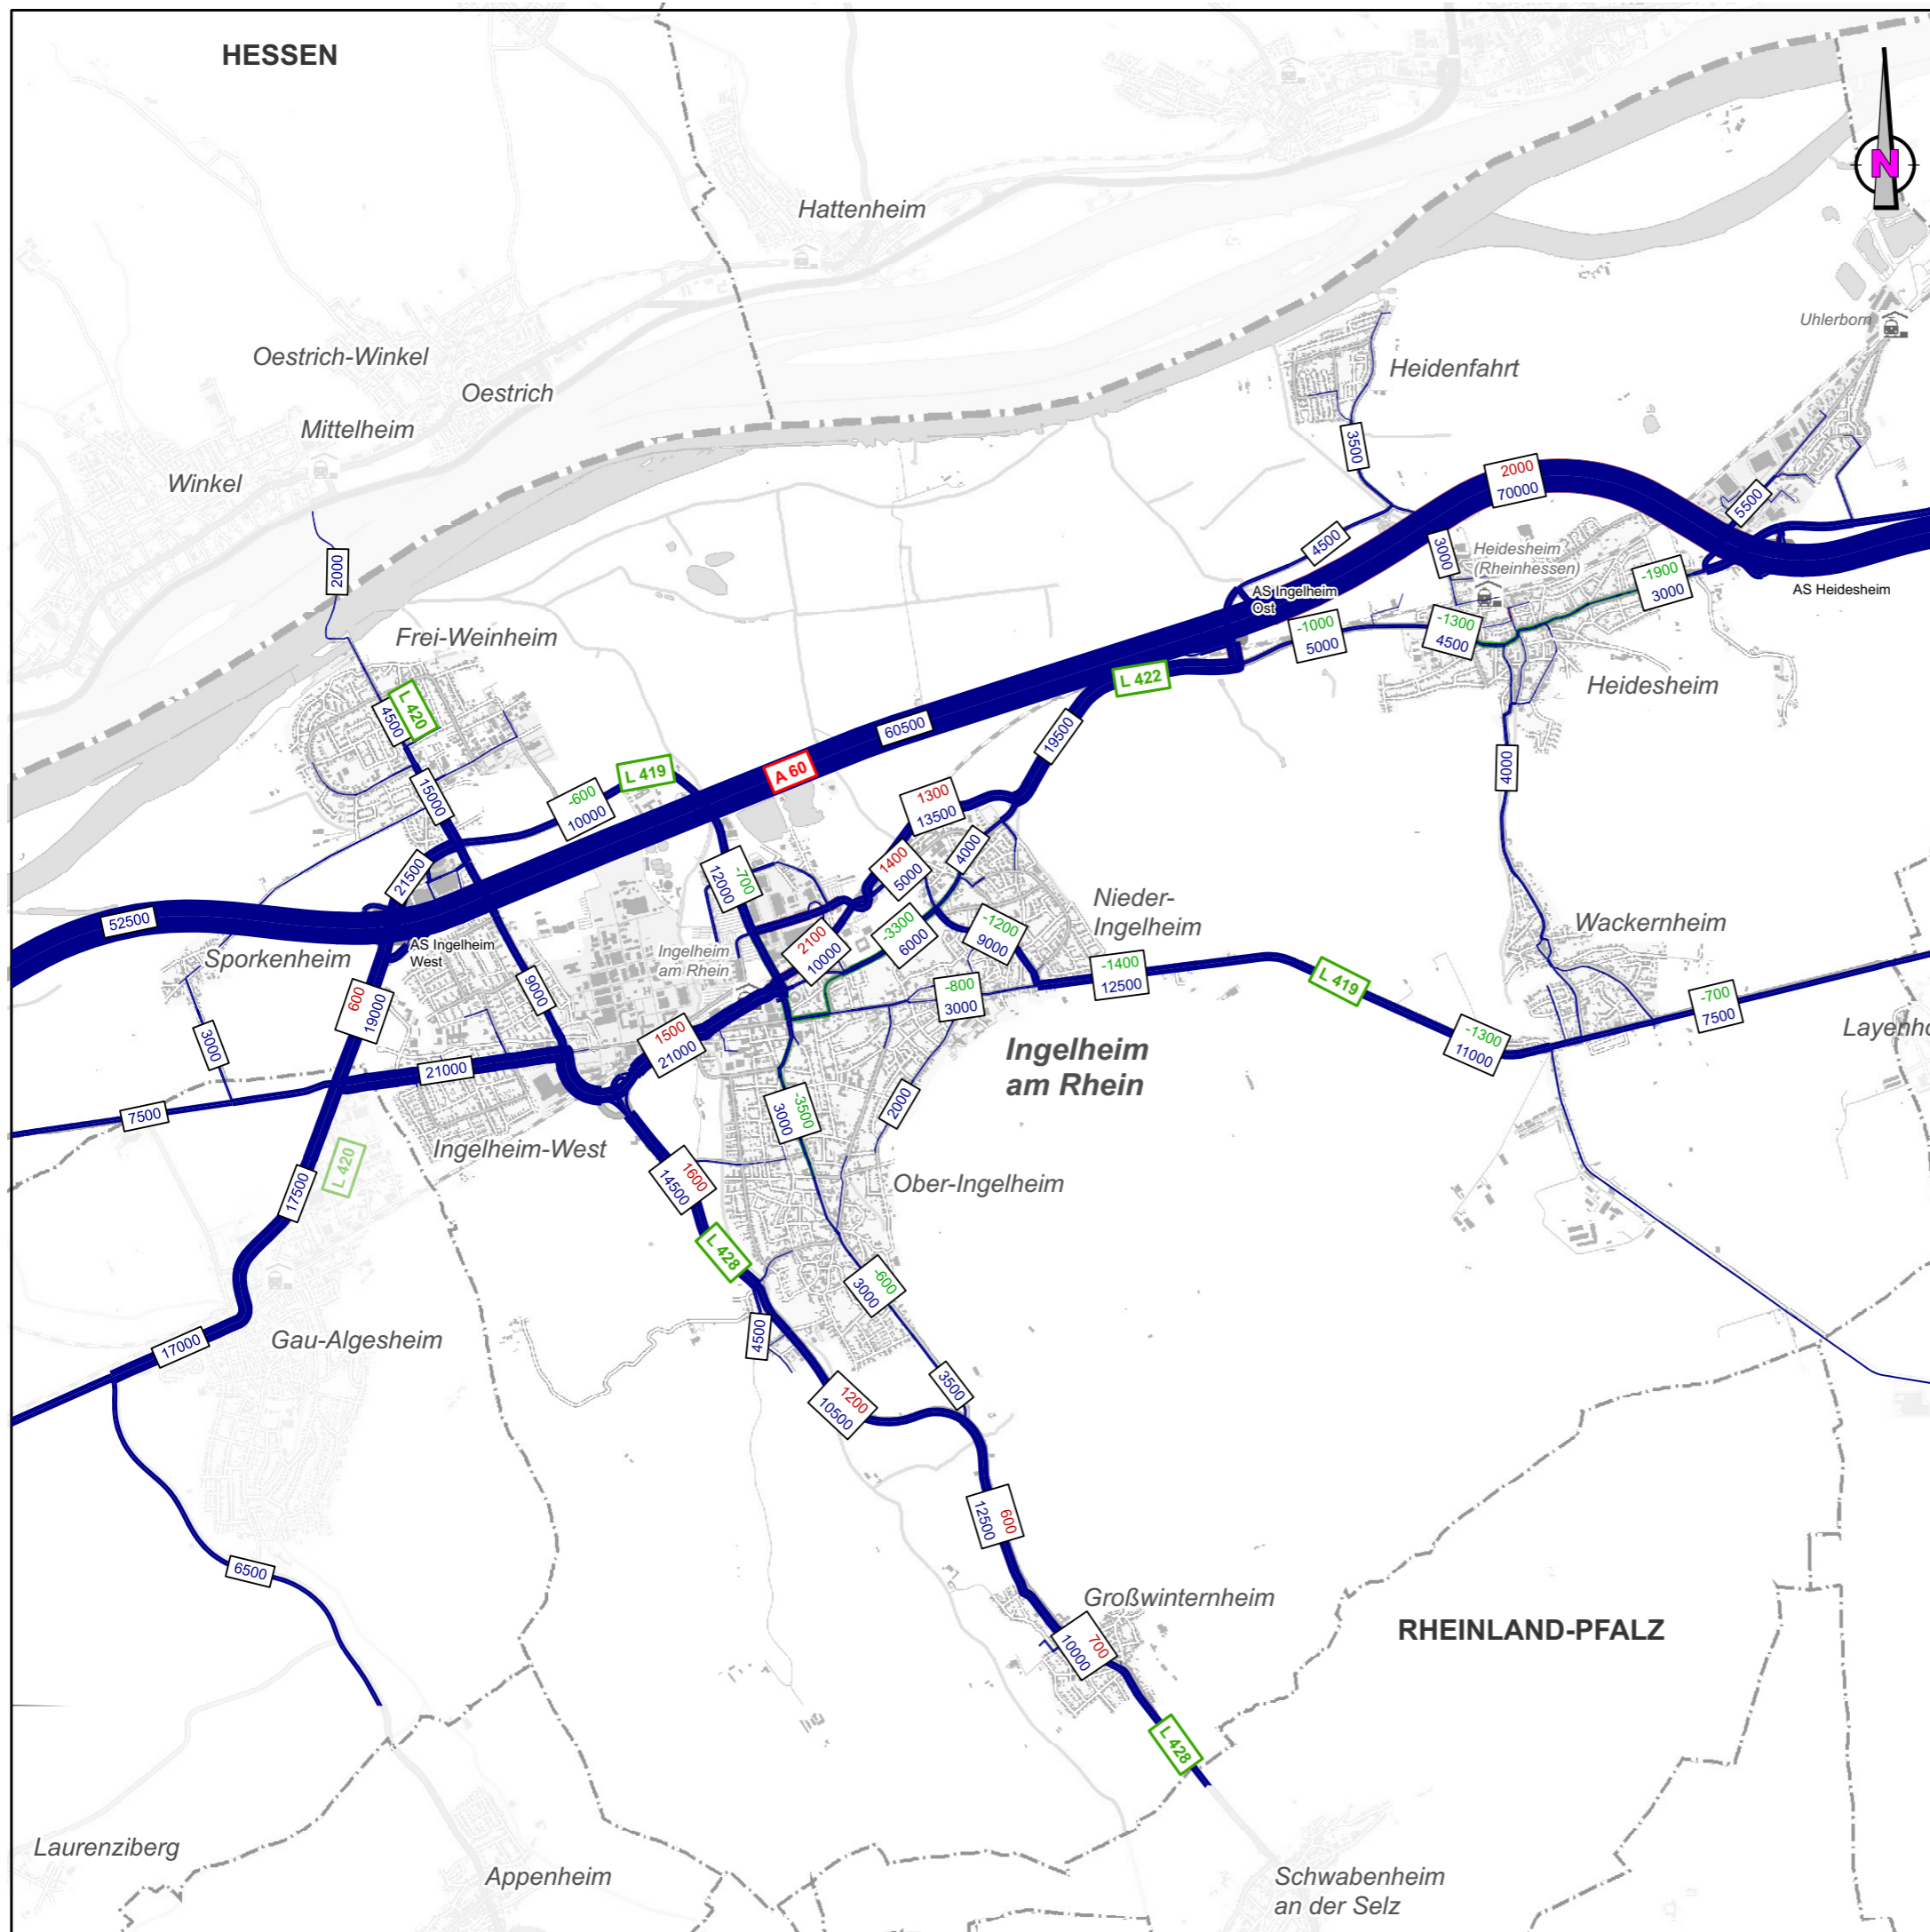 HESSEN
Hattenheim
Uhlerborn
Oestrich-Winkel
Heidenfahrt
Oestrich
Mittelheim
Winkel
3500
2000
70000
5500
4500
3000
Heidesheim
(Rheinhessen)
2000
-1900
3000
AS Heidesheim
AS Ingelheim
Ost
-1000
5000
-1300
4500
Frei-Weinheim
L 422
Heidesheim
L 420
4500
60500
19500
L 419
A 60
4000
15000
-600
10000
1300
13500
4000
21500
-700
12000
1400
5000
Nieder-
Ingelheim
52500
-3300
6000
-1200
9000
Wackernheim
AS Ingelheim
West
Sporkenheim
Ingelheim
am Rhein
2100
10000
-1400
12500
L 419
9000
-800
3000
600
19000
-700
7500
Layenho
3000
1500
21000
Ingelheim
am Rhein
-1300
11000
21000
7500
-3500
3000
2000
Ingelheim-West
L 420
17500
1600
14500
Ober-Ingelheim
L 428
-600
3000
4500
17000
Gau-Algesheim
3500
1200
10500
600
12500
6500
Großwinternheim
700
10000
RHEINLAND-PFALZ
L 428
Laurenziberg
Appenheim
Schwabenheim
an der Selz
N